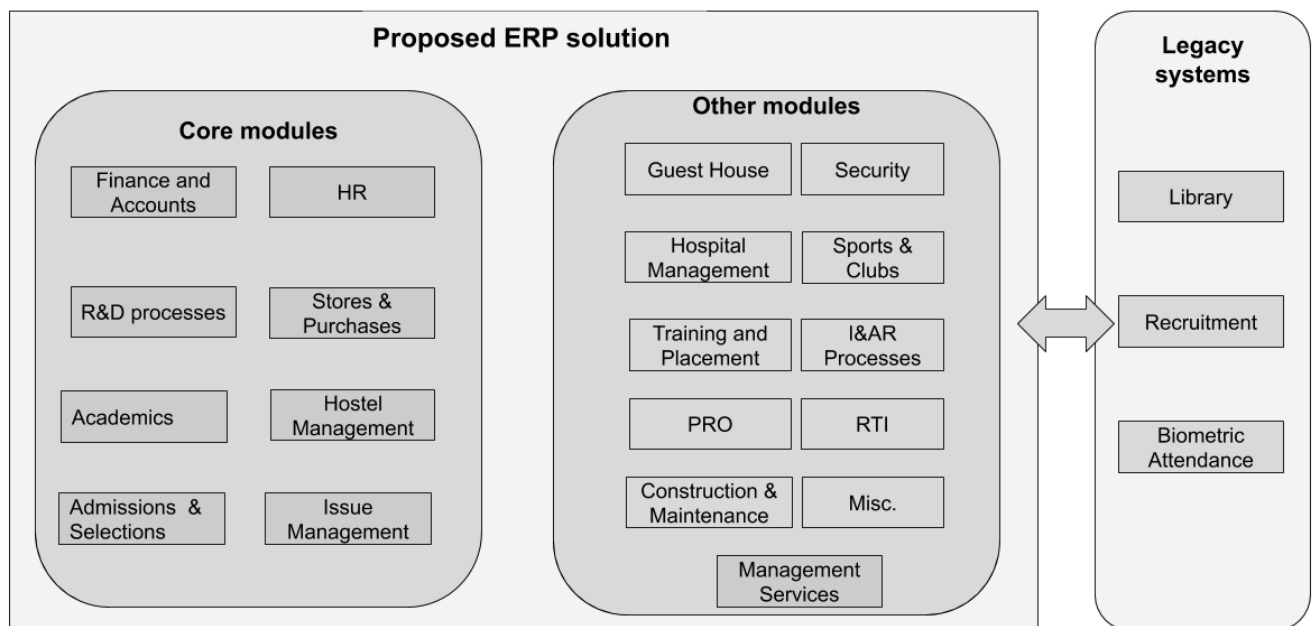 Proposed ERP solution
Core modules
Finance and
Accounts
HR
R&D processes
Stores &
Purchases
Academics
Hostel
Management
Admissions &
Selections
Issue
Management
Other modules
Guest House
Security
Hospital
Management
Sports &
Clubs
Training and
Placement
I&AR
Processes
PRO
RTI
Construction &
Maintenance
Misc.
Management
Services
Legacy
systems
Library
Recruitment
Biometric
Attendance